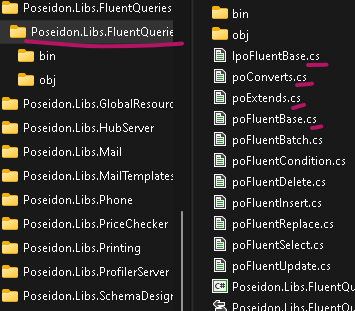 Poseidon.Libs.FluentQueries
Poseidon.Libs.FluentQuerie
bin
obj
Poseidon.Libs.GlobalResourc
Poseidon.Libs.HubServer
Poseidon.Libs.Mail
Poseidon.Libs.MailTemplates
Poseidon.Libs.Phone
Poseidon.Libs.PriceChecker
Poseidon.Libs.Printing
Poseidon.Libs.ProfilerServer
Poseidon.Libs.SchemaDesign
bin
obj
IpoFluentBase.cs
poConverts.cs
poExtends.cs
poFluentBase.cs
poFluentBatch.cs
poFluentCondition.cs
poFluentDelete.cs
poFluentInsert.cs
poFluentReplace.cs
poFluentSelect.cs
poFluentUpdate.cs
Poseidon.Libs.FluentQu
Poseidon.Libs.FluentQu